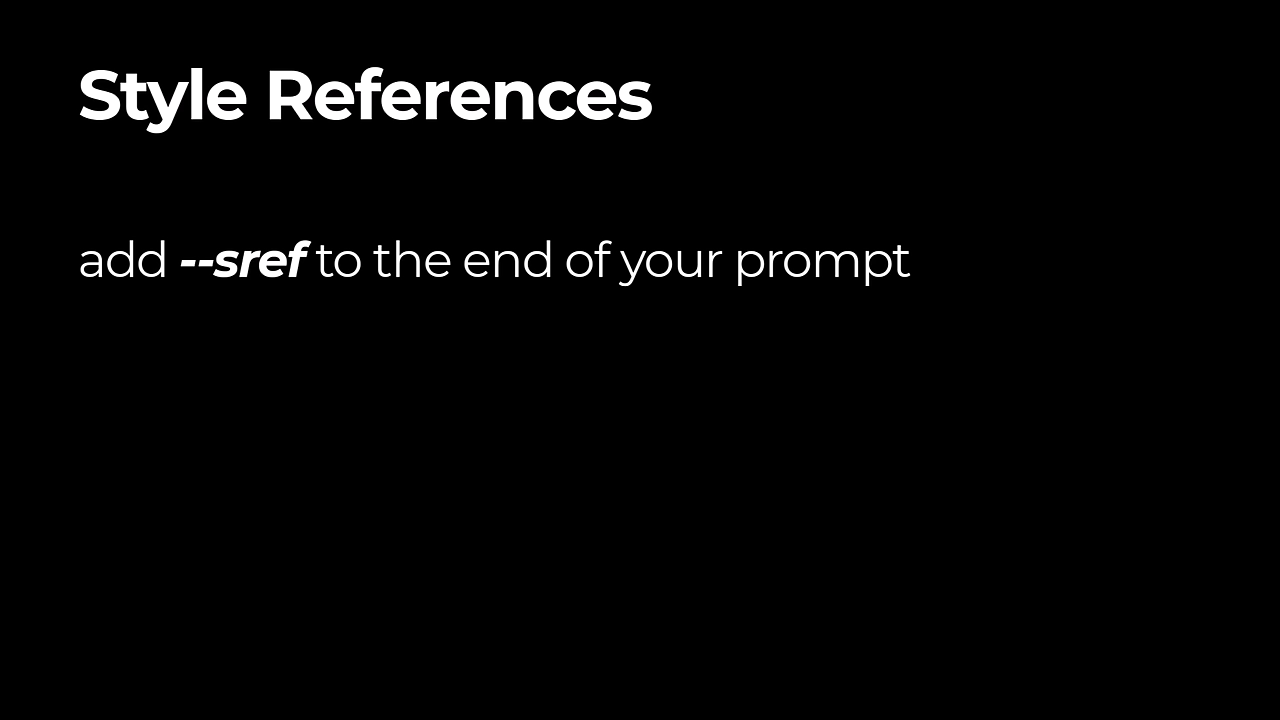 Style References
add --sref to the end of your prompt